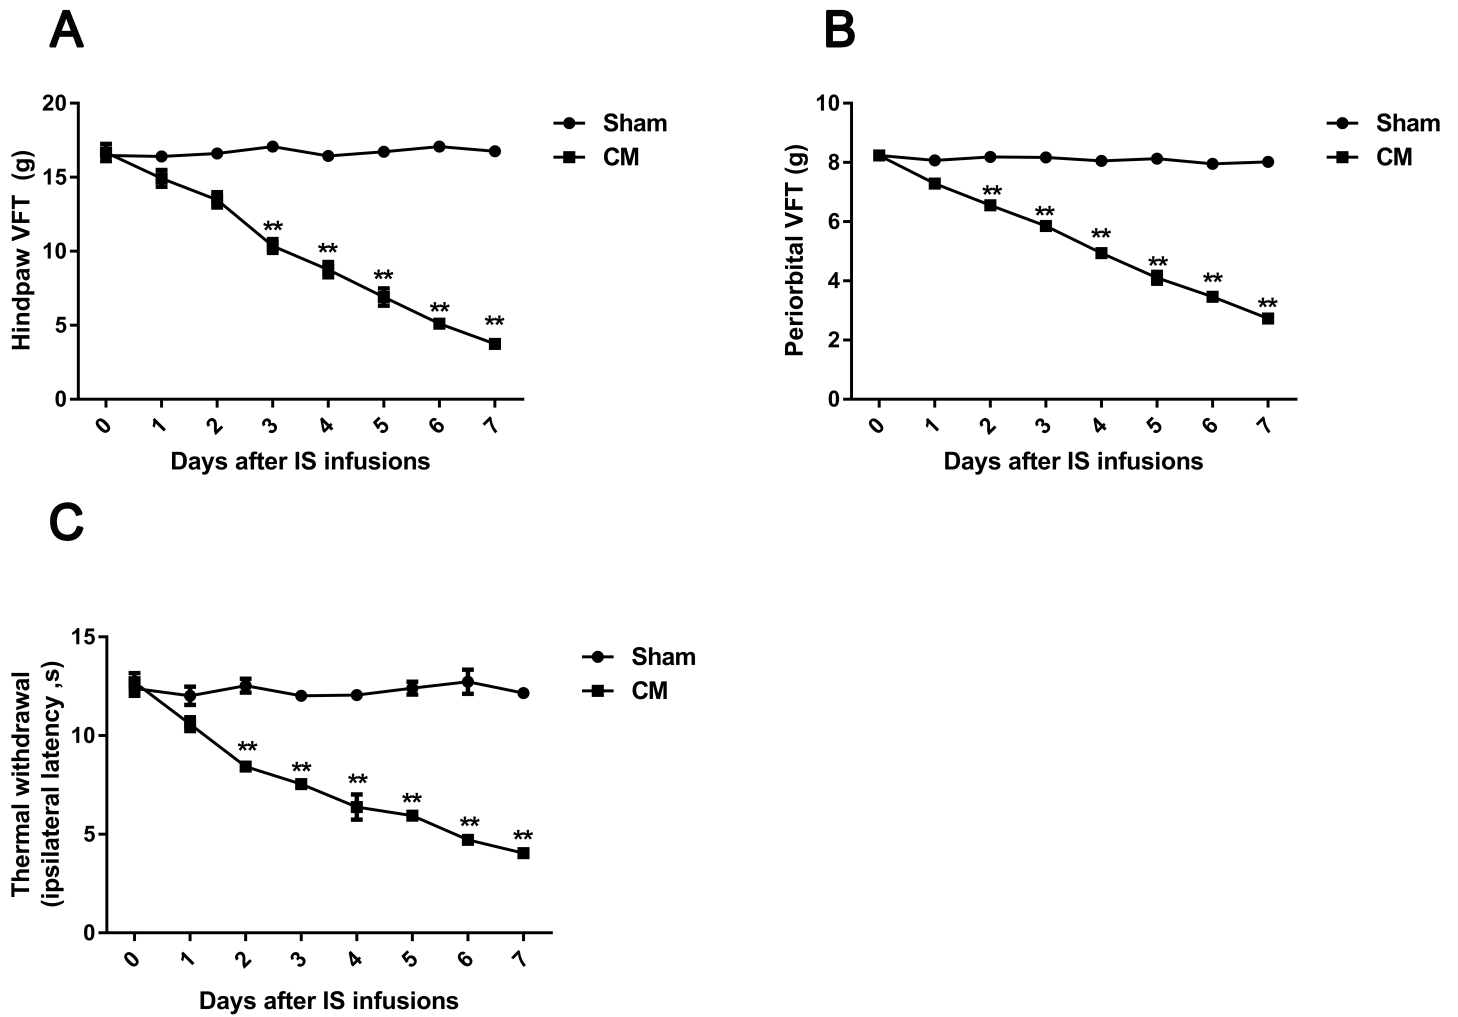 A
20
15
10
5
0
Hindpaw VFT (g)
**
**
**
**
**
0 1 2 3 4 5 6 7
Days after IS infusions
Sham
CM
B
10
8
6
4
2
0
Periorbital VFT (g)
**
**
**
**
**
**
0 1 2 3 4 5 6 7
Days after IS infusions
Sham
CM
C
15
10
5
0
Thermal withdrawal
(ipsilateral latency ,s)
**
**
**
**
**
**
0 1 2 3 4 5 6 7
Days after IS infusions
Sham
CM